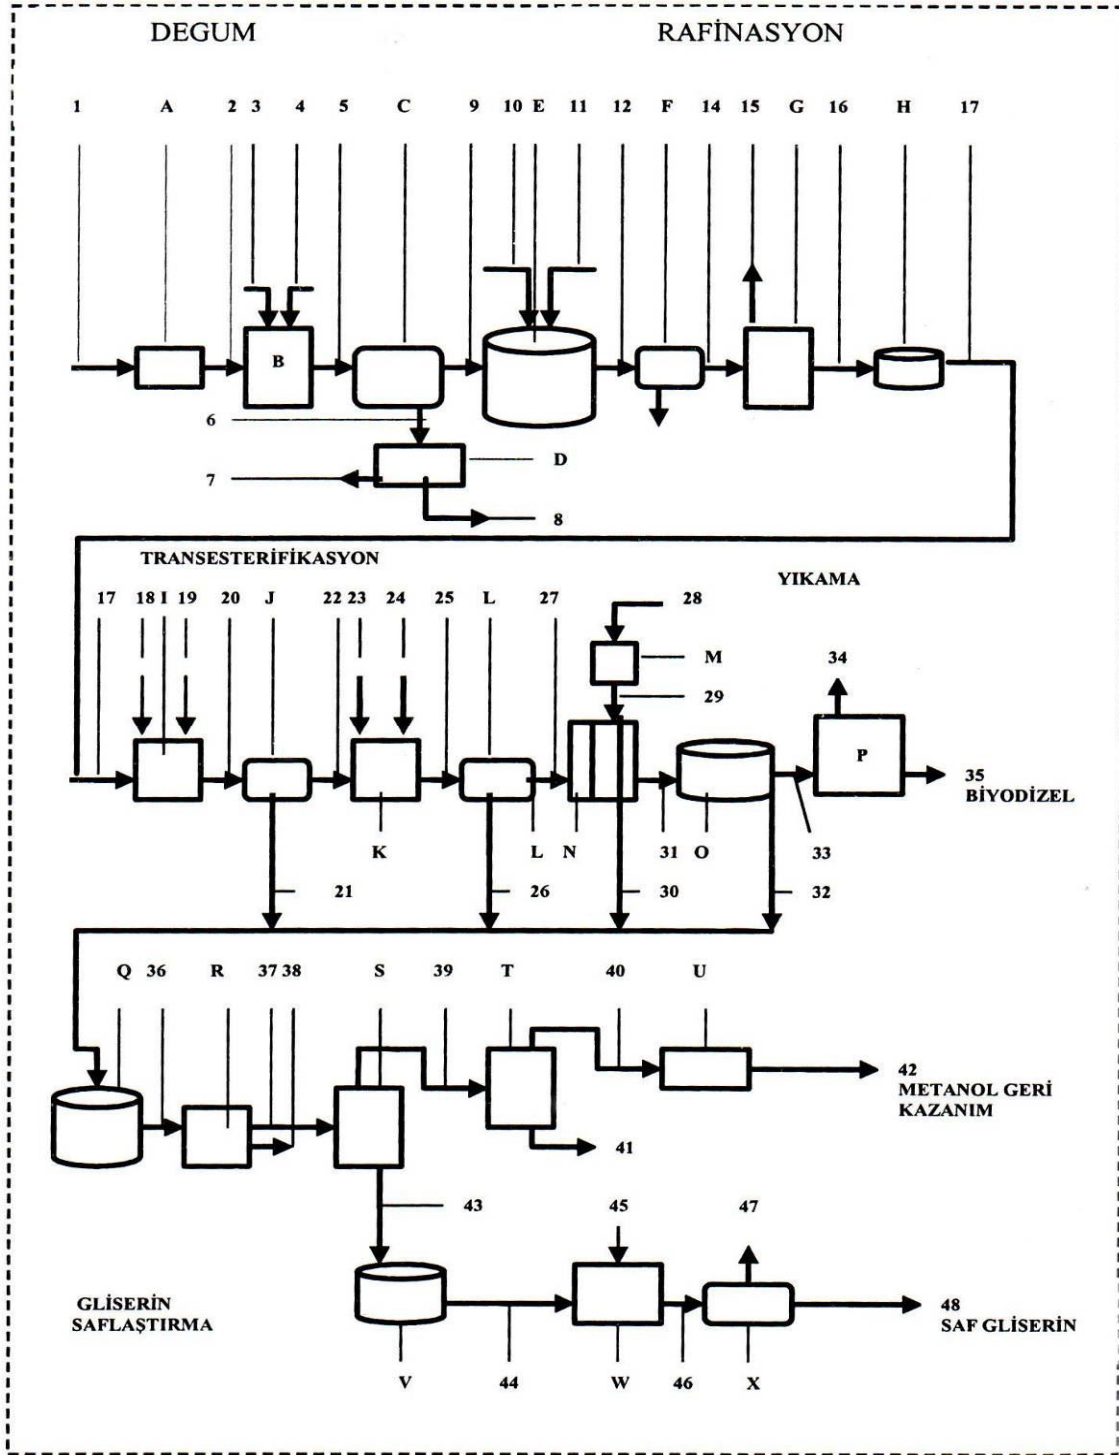 DEGUM RAFİNASYON
1 A 2 3 4 5 C 9 10 E 11 12 F 14 15 G 16 H 17
B
6
D
7
8
TRANSESTERİFİKASYON
YIKAMA
17 18 I 19 20 J 22 23 24 25 L 27 28
M
34
29
P
35
BİYODİZEL
K L N 31 O 33
21 26 30 32
Q 36 R 37 38 S 39 T 40 U
42
METANOL GERİ
KAZANIM
41
43 45 47
GLİSERİN
SAFLAŞTIRMA
48
SAF GLİSERİN
V 44 W 46 X